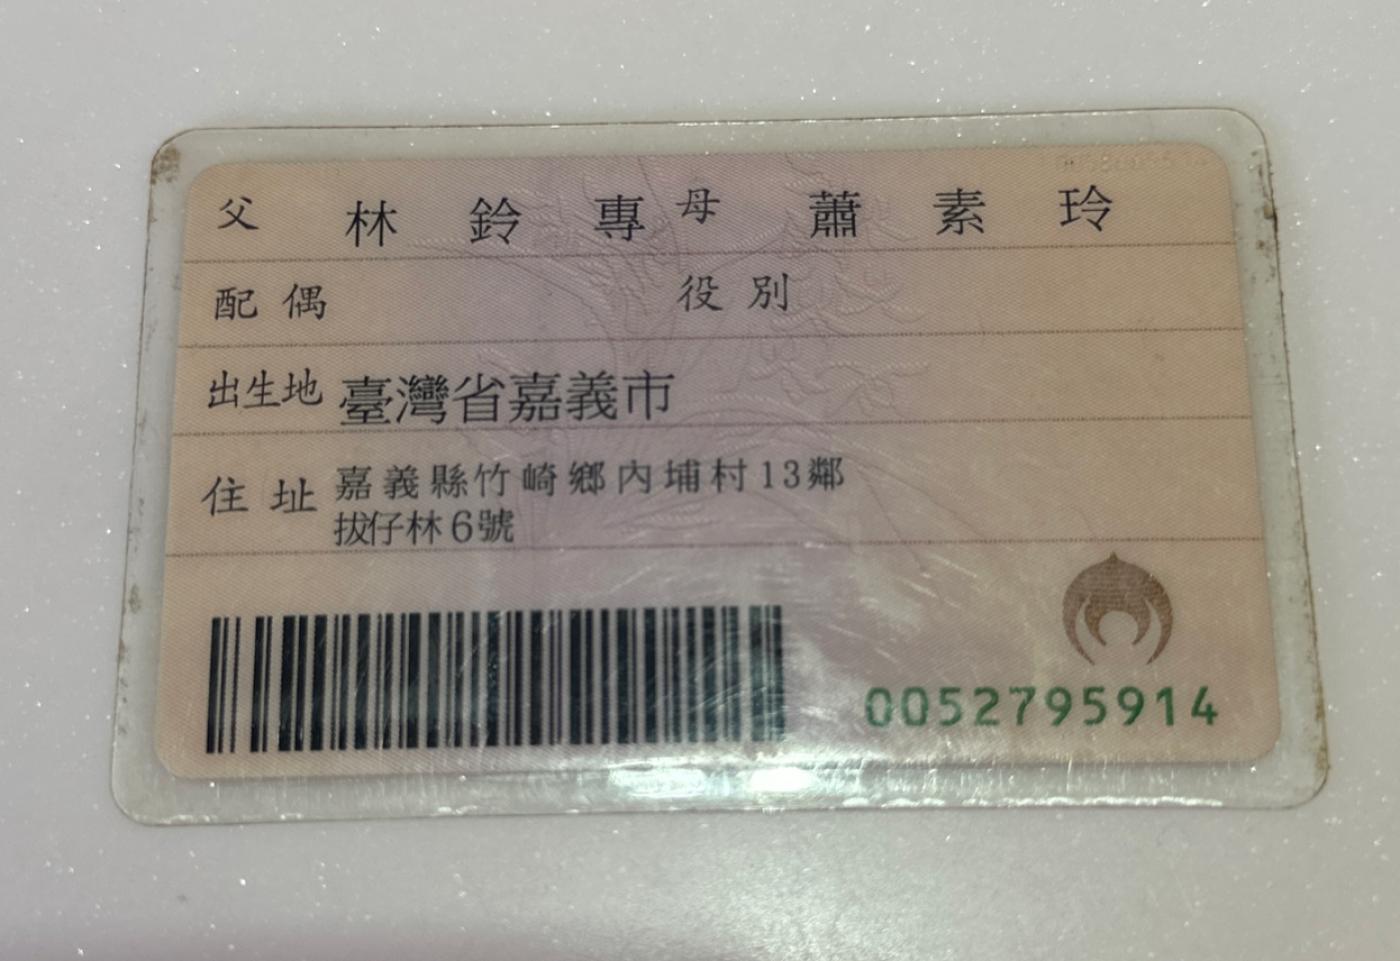 父 林鈴專 母 蕭素玲
配偶 役別
出生地 臺灣省嘉義市
住址 嘉義縣竹崎鄉內埔村13鄰
拔仔林6號
0052795914